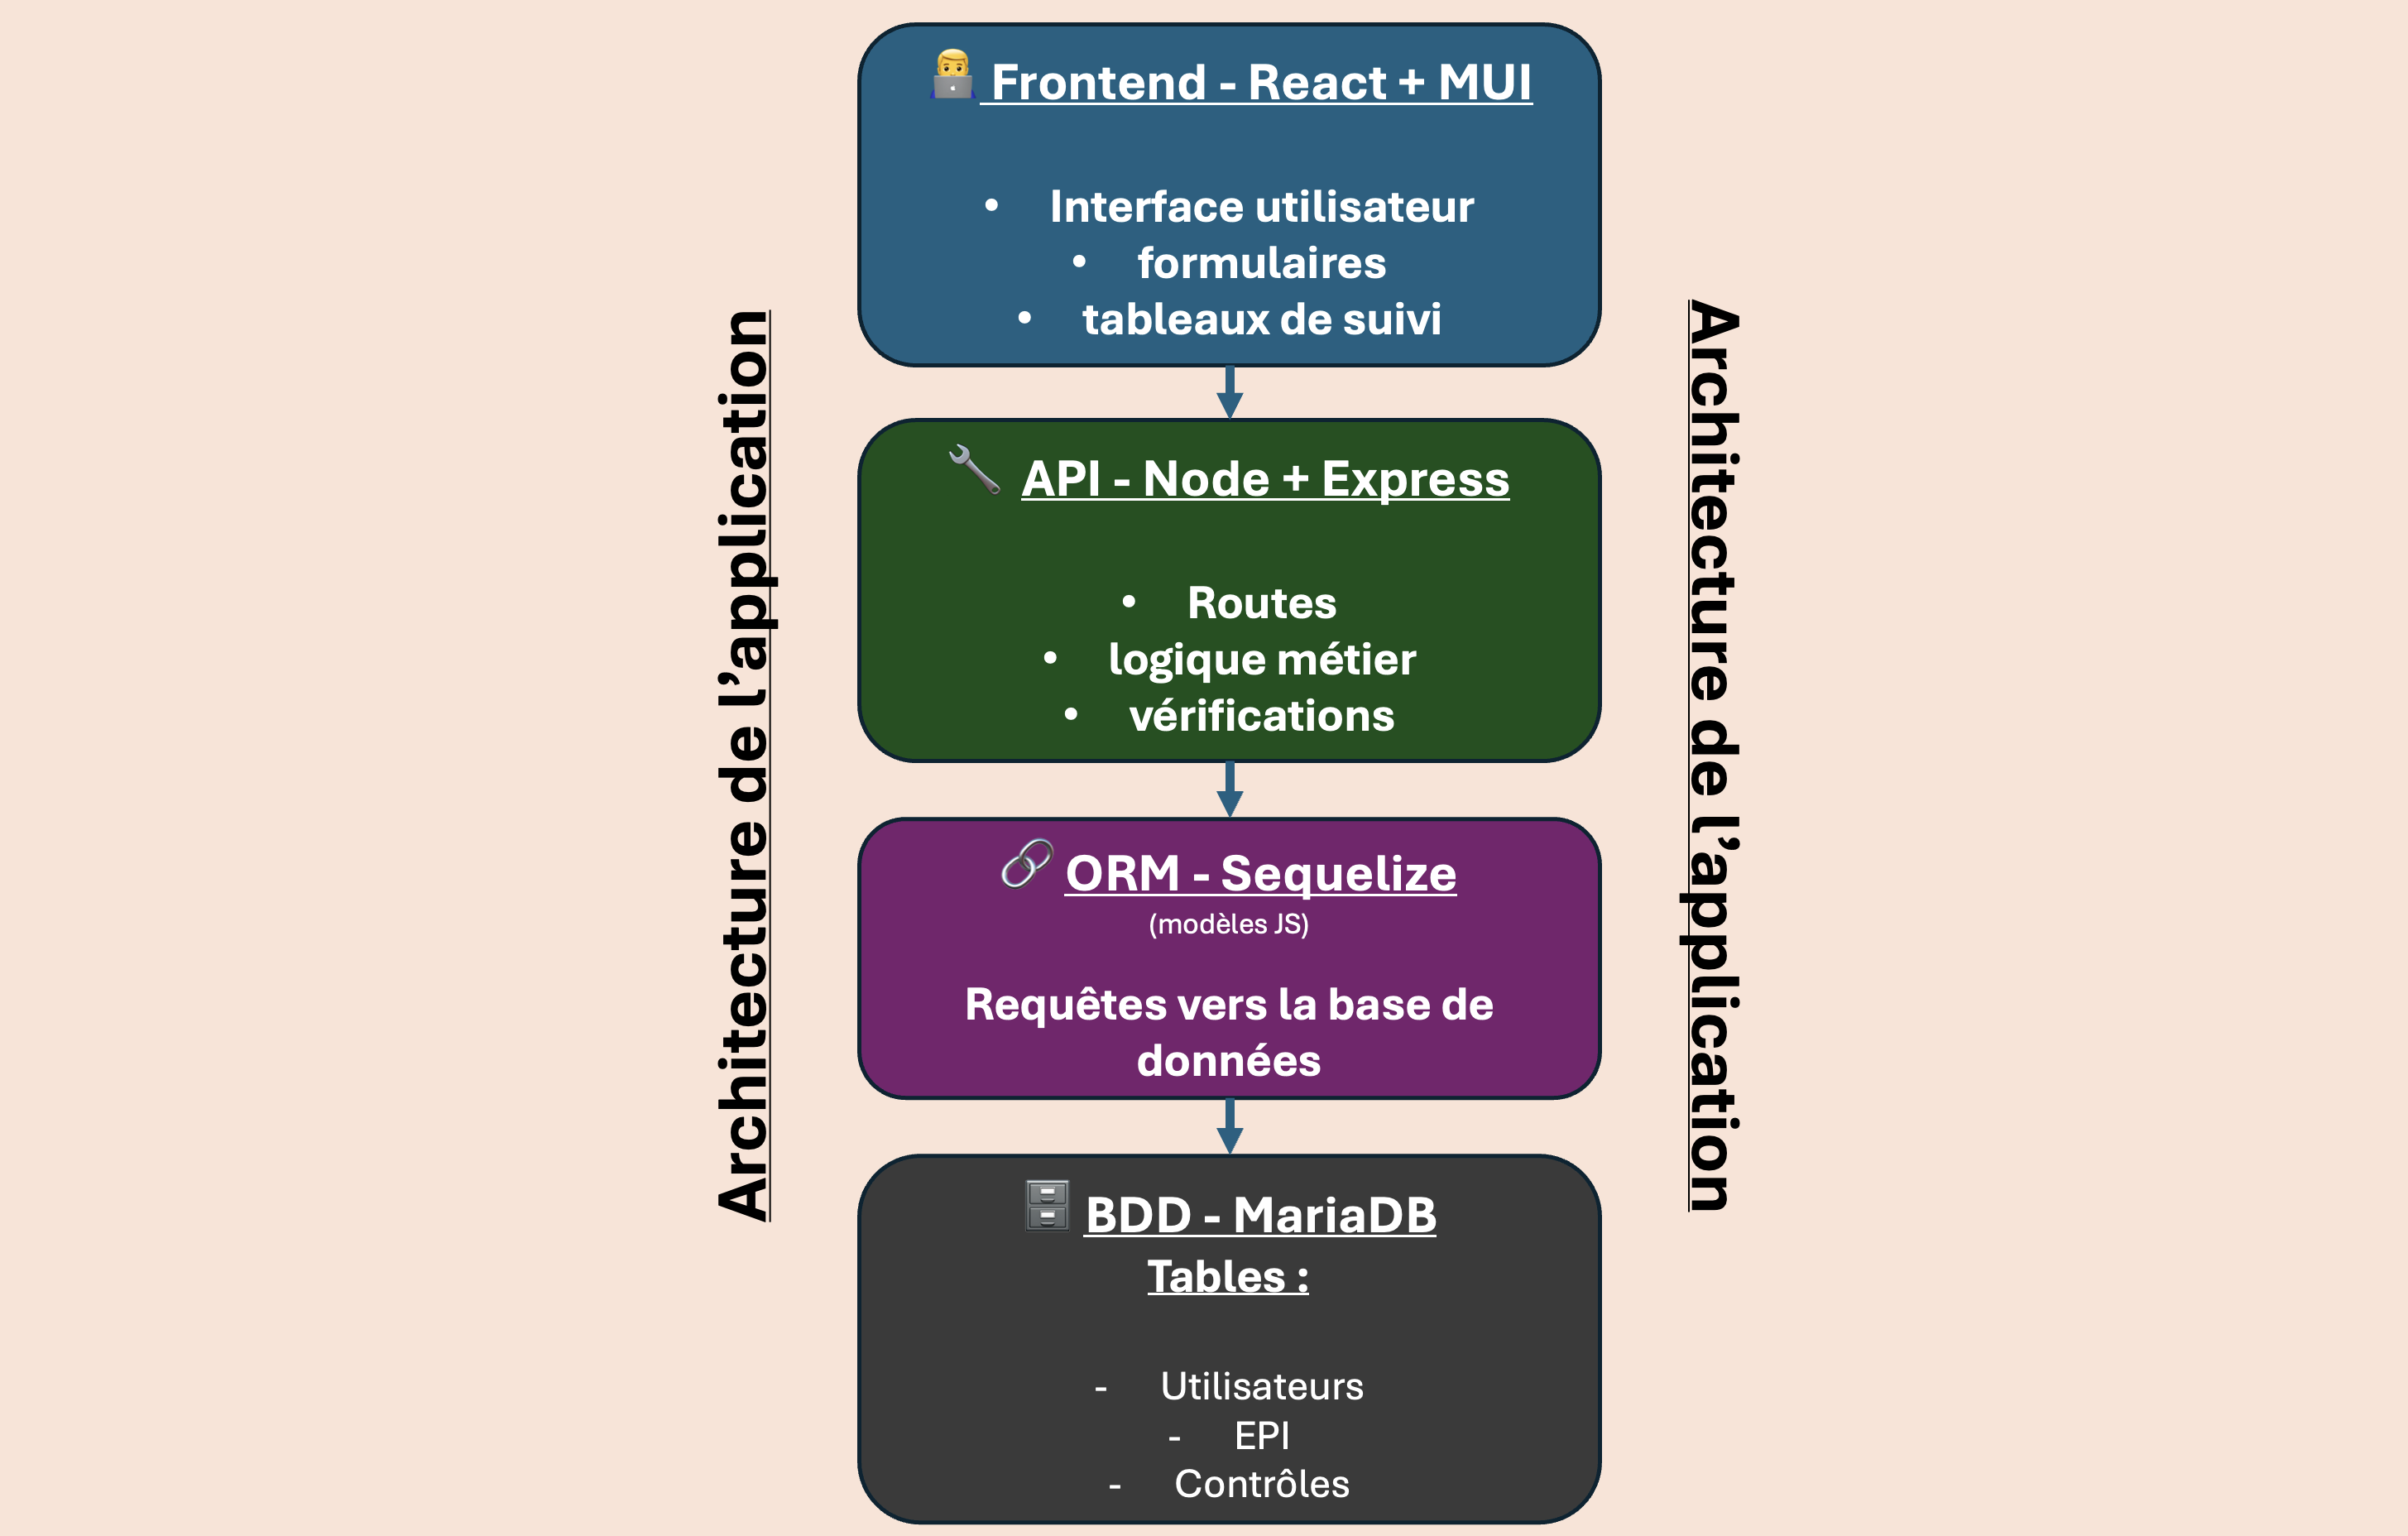 Architecture de l’application
👨‍💻 Frontend - React + MUI
• Interface utilisateur
• formulaires
• tableaux de suivi
🔧 API - Node + Express
• Routes
• logique métier
• vérifications
🔗 ORM - Sequelize
(modèles JS)
Requêtes vers la base de
données
🗄️ BDD - MariaDB
Tables :
- Utilisateurs
- EPI
- Contrôles
Architecture de l’application